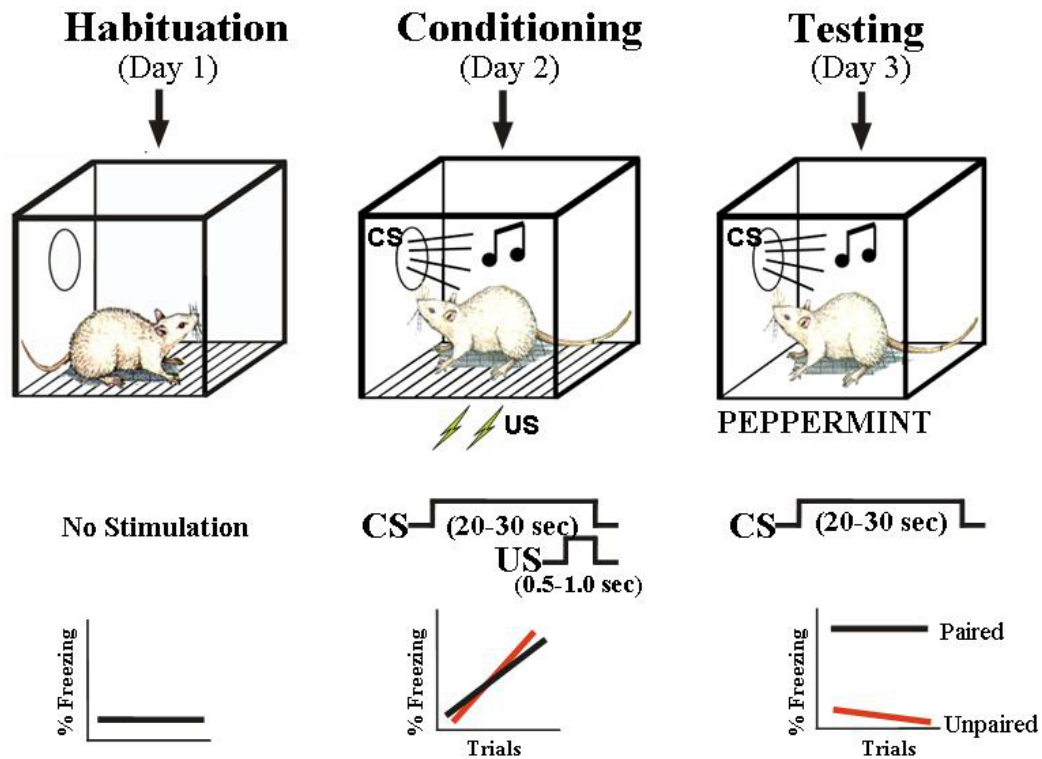 Habituation
(Day 1)
Conditioning
(Day 2)
Testing
(Day 3)
CS
US
CS
PEPPERMINT
No Stimulation
CS
(20-30 sec)
US
(0.5-1.0 sec)
CS
(20-30 sec)
% Freezing
% Freezing
Trials
% Freezing
Paired
Unpaired
Trials